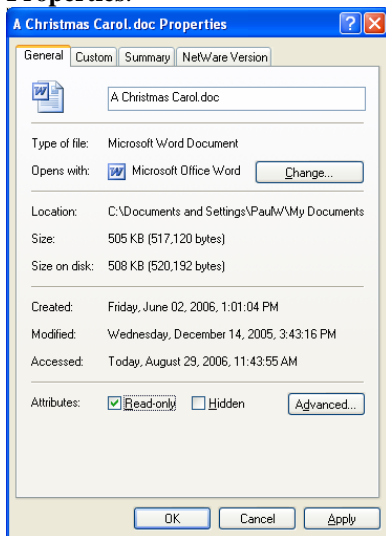 Properties.
A Christmas Carol.doc Properties
General Custom Summary NetWare Version
A Christmas Carol.doc
Type of file: Microsoft Word Document
Opens with: Microsoft Office Word Change...
Location: C:\Documents and Settings\PaulW\My Documents
Size: 505 KB (517,120 bytes)
Size on disk: 508 KB (520,192 bytes)
Created: Friday, June 02, 2006, 1:01:04 PM
Modified: Wednesday, December 14, 2005, 3:43:16 PM
Accessed: Today, August 29, 2006, 11:43:55 AM
Attributes: Read-only Hidden Advanced...
OK Cancel Apply